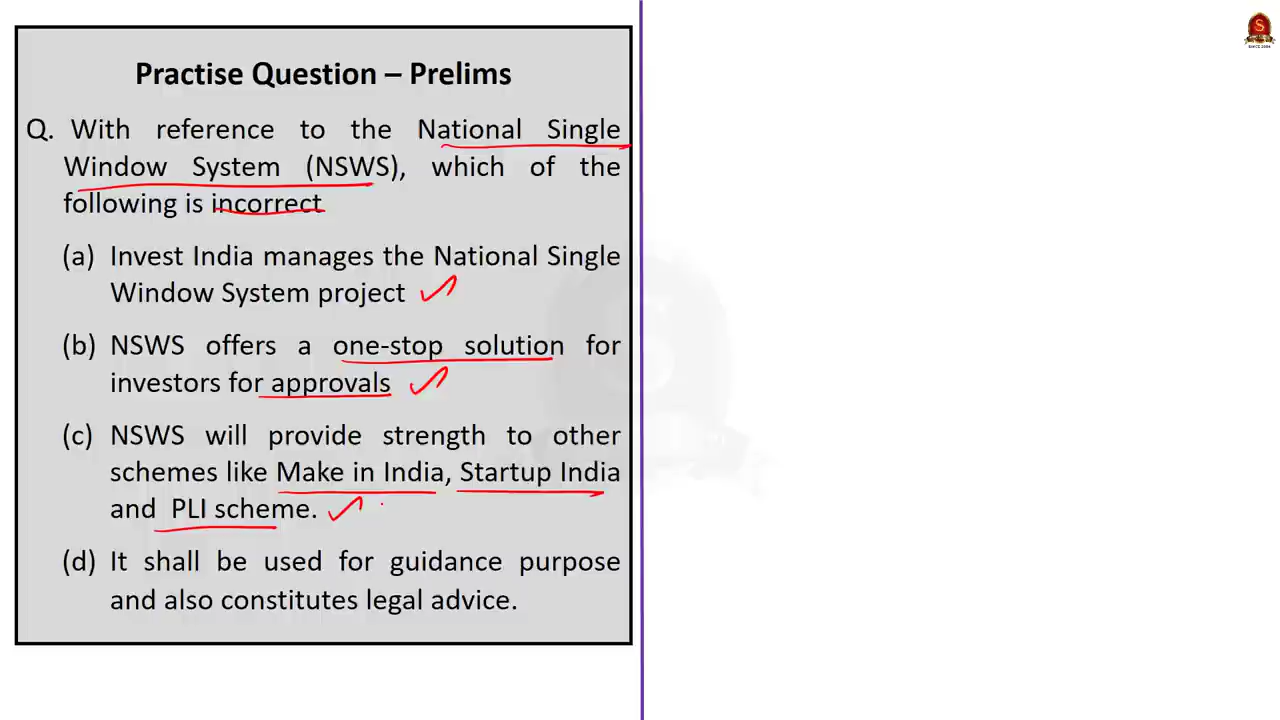 Practise Question – Prelims
Q. With reference to the National Single
Window System (NSWS), which of the
following is incorrect
(a) Invest India manages the National Single
Window System project
(b) NSWS offers a one-stop solution for
investors for approvals
(c) NSWS will provide strength to other
schemes like Make in India, Startup India
and PLI scheme.
(d) It shall be used for guidance purpose
and also constitutes legal advice.
S
SINCE 2004